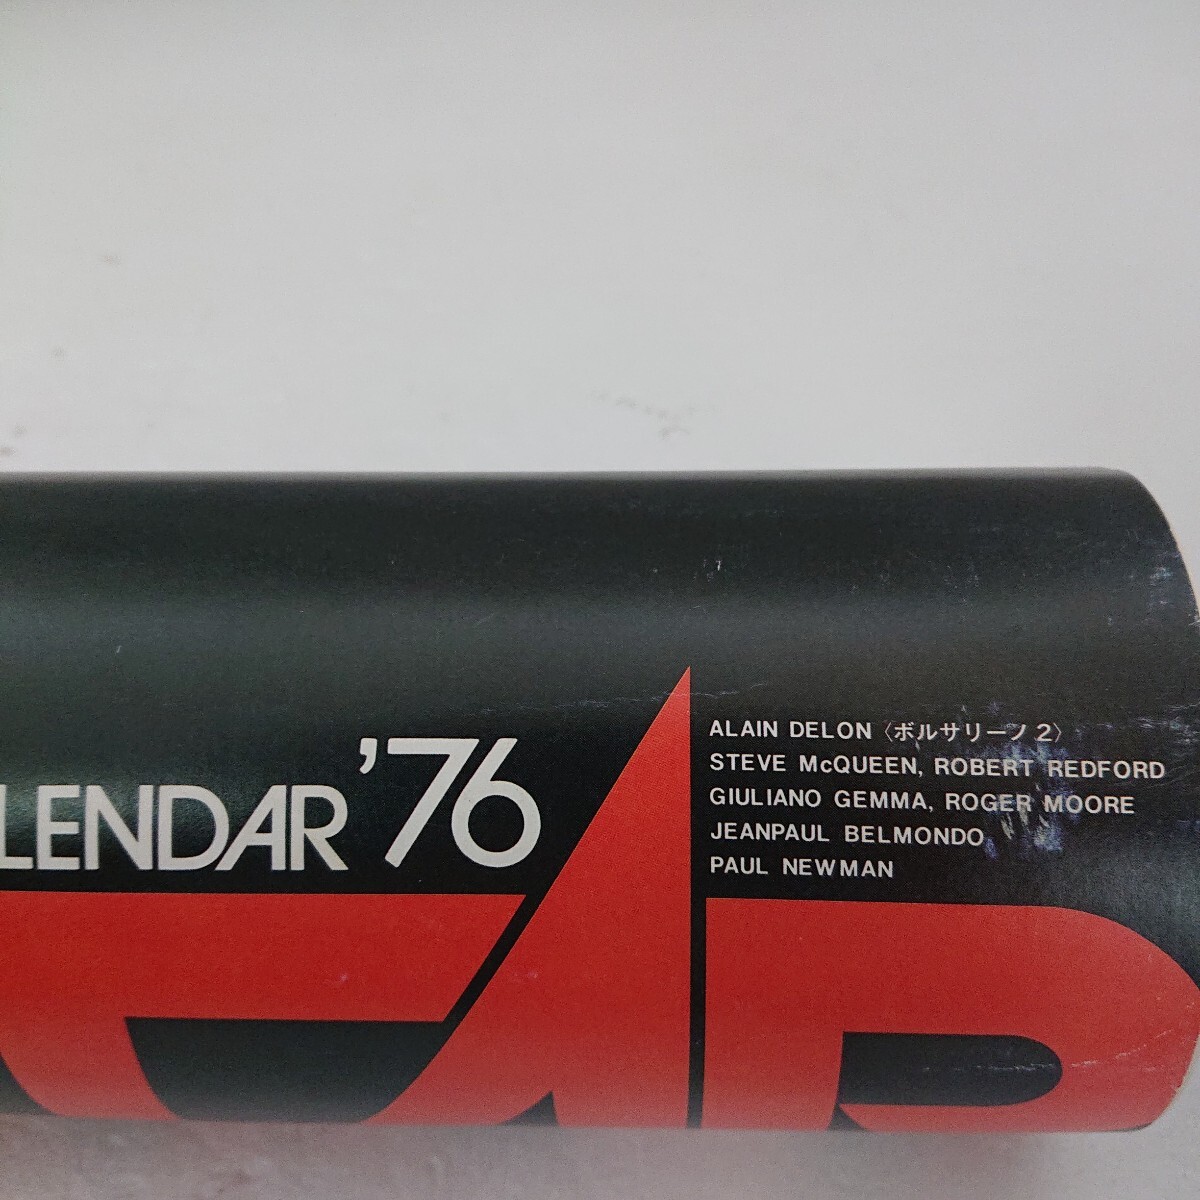 LENDAR '76
ALAIN DELON〈ボルサリーノ2〉
STEVE McQUEEN, ROBERT REDFORD
GIULIANO GEMMA, ROGER MOORE
JEANPAUL BELMONDO
PAUL NEWMAN